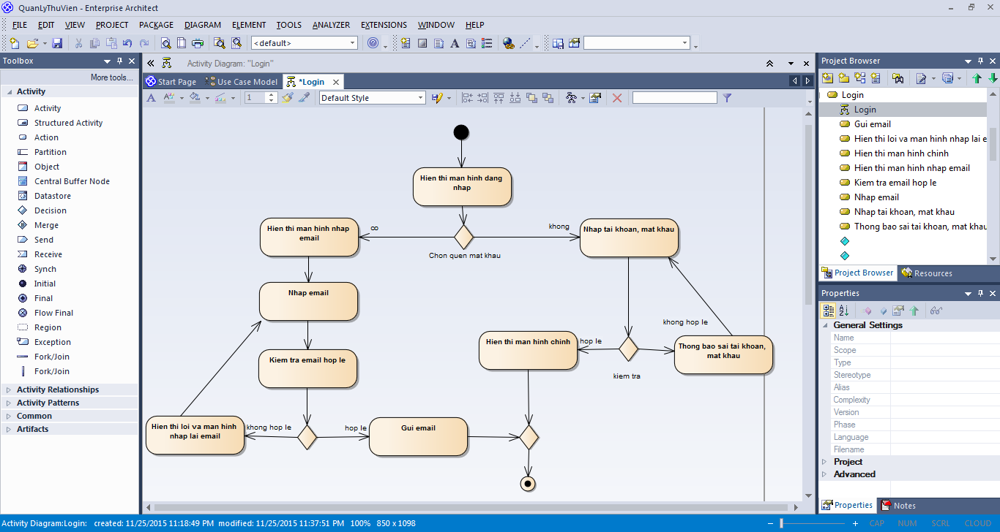 QuanLyThuVien - Enterprise Architect
FILE EDIT VIEW PROJECT PACKAGE DIAGRAM ELEMENT TOOLS ANALYZER EXTENSIONS WINDOW HELP
<default>
Toolbox
More tools...
Activity
Activity
Structured Activity
Action
Partition
Object
Central Buffer Node
Datastore
Decision
Merge
Send
Receive
Synch
Initial
Final
Flow Final
Region
Exception
Fork/Join
Fork/Join
Activity Relationships
Activity Patterns
Common
Artifacts
Activity Diagram: "Login"
Start Page Use Case Model *Login
1 Default Style
Hien thi man hinh dang
nhap
Hien thi man hinh nhap
email
co
khong
Nhap tai khoan, mat khau
Chon quen mat khau
Nhap email
khong hop le
Hien thi man hinh chinh
hop le
Thong bao sai tai khoan,
mat khau
kiem tra
Kiem tra email hop le
Hien thi loi va man hinh
nhap lai email
khong hop le
hop le
Gui email
Project Browser
Login
Login
Gui email
Hien thi loi va man hinh nhap lai e
Hien thi man hinh chinh
Hien thi man hinh nhap email
Kiem tra email hop le
Nhap email
Nhap tai khoan, mat khau
Thong bao sai tai khoan, mat khau
Project Browser Resources
Properties
General Settings
Name
Scope
Type
Stereotype
Alias
Complexity
Version
Phase
Language
Filename
Project
Advanced
Properties Notes
Activity Diagram:Login: created: 11/25/2015 11:18:49 PM modified: 11/25/2015 11:37:51 PM 100% 850 x 1098
CAP NUM SCRL CLOUD